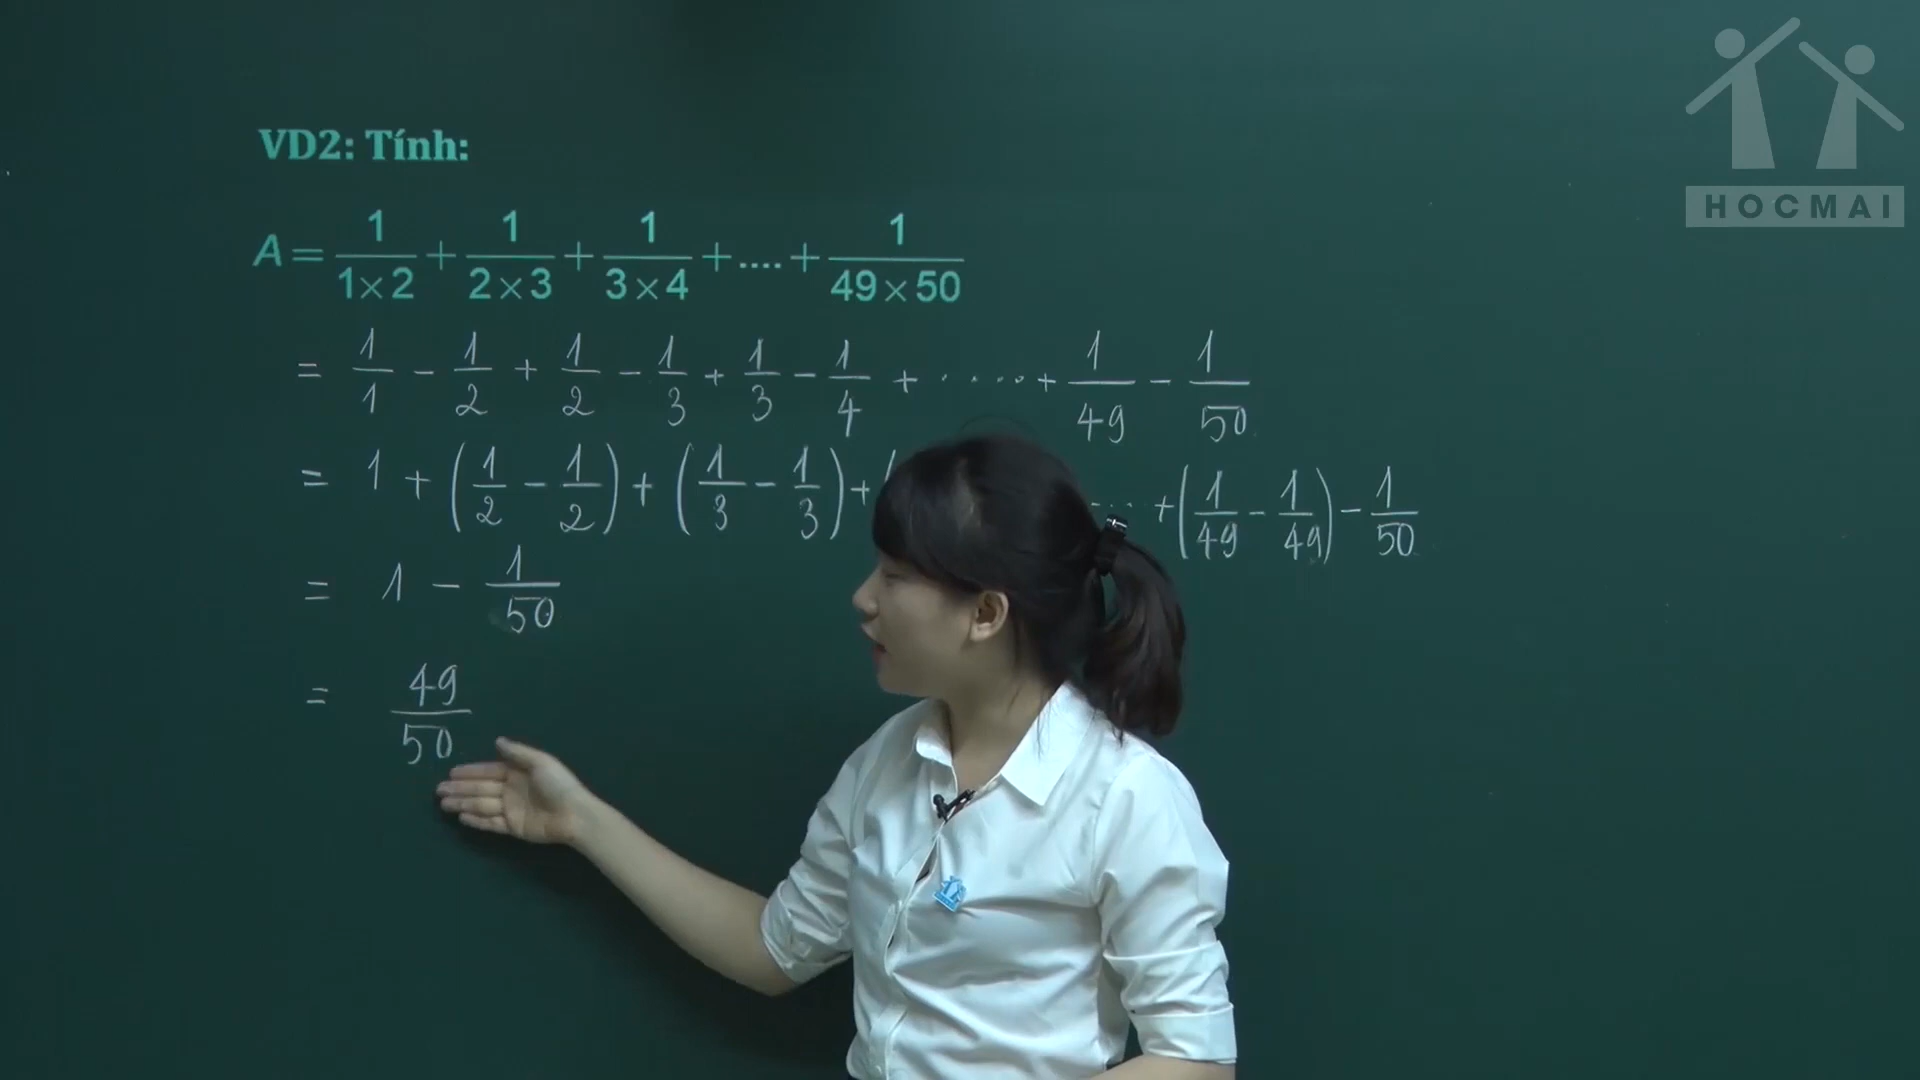 HOCMAI
VD2: Tính:
A = 1/(1×2) + 1/(2×3) + 1/(3×4) + .... + 1/(49×50)
= 1/1 - 1/2 + 1/2 - 1/3 + 1/3 - 1/4 + ..... + 1/49 - 1/50
= 1 + (1/2 - 1/2) + (1/3 - 1/3) + ( ... + (1/49 - 1/49) - 1/50
= 1 - 1/50
= 49/50